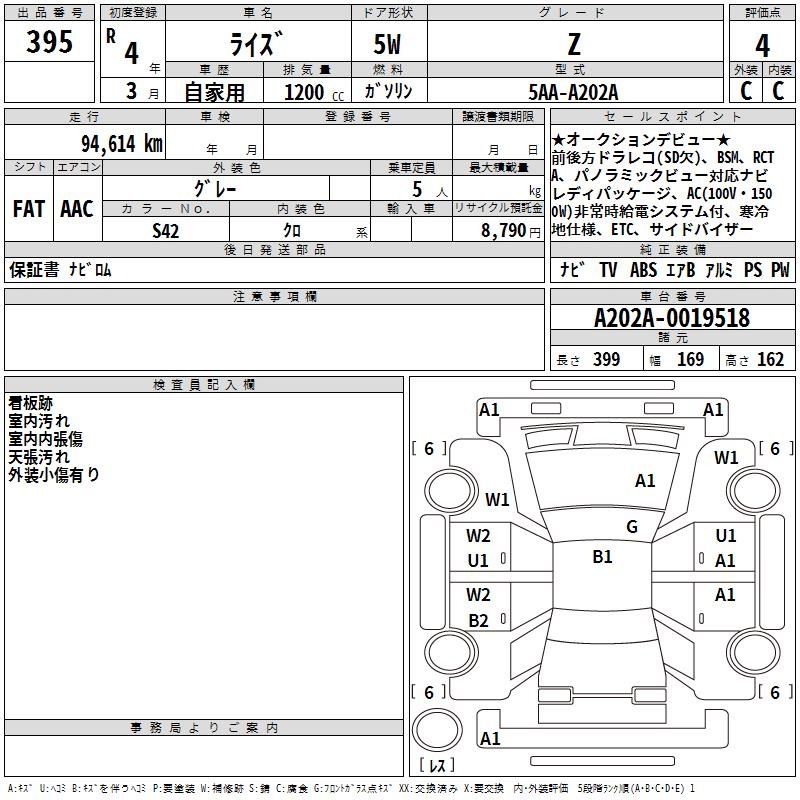 出品番号 初度登録 車名 ドア形状 グレード 評価点
395 R 4 年 ﾗｲｽﾞ 5W Z 4
車歴 排気量 燃料 型式 外装 内装
3 月 自家用 1200 CC ｶﾞｿﾘﾝ 5AA-A202A C C
走行 車検 登録番号 譲渡書類期限 セールスポイント
94,614 km 年 月 月 日
★オークションデビュー★
前後方ドラレコ(SD欠)、BSM、RCT
A、パノラミックビュー対応ナビ
レディパッケージ、AC(100V・150
0W)非常時給電システム付、寒冷
地仕様、ETC、サイドバイザー
シフト エアコン 外装色 乗車定員 最大積載量
FAT AAC ｸﾞﾚｰ 5 人 kg
カラーNo. 内装色 輸入車 リサイクル預託金
S42 ｸﾛ 系 8,790 円
後日発送部品 純正装備
保証書 ﾅﾋﾞﾛﾑ ﾅﾋﾞ TV ABS ｴｱB ｱﾙﾐ PS PW
注意事項欄 車台番号
A202A-0019518
諸元
長さ 399 幅 169 高さ 162
検査員記入欄
看板跡
室内汚れ
室内内張傷
天張汚れ
外装小傷有り
事務局よりご案内
A1 A1
[ 6 ] [ 6 ]
W1
A1
W1
G
W2 U1
B1
U1 A1
W2 A1
B2
[ 6 ] [ 6 ]
A1
[ ﾚｽ ]
A:ｷｽﾞ U:ﾍｺﾐ B:ｷｽﾞを伴うﾍｺﾐ P:要塗装 W:補修跡 S:錆 C:腐食 G:ﾌﾛﾝﾄｶﾞﾗｽ点ｷｽﾞ XX:交換済み X:要交換 内・外装評価 5段階ﾗﾝｸ順(A・B・C・D・E) 1